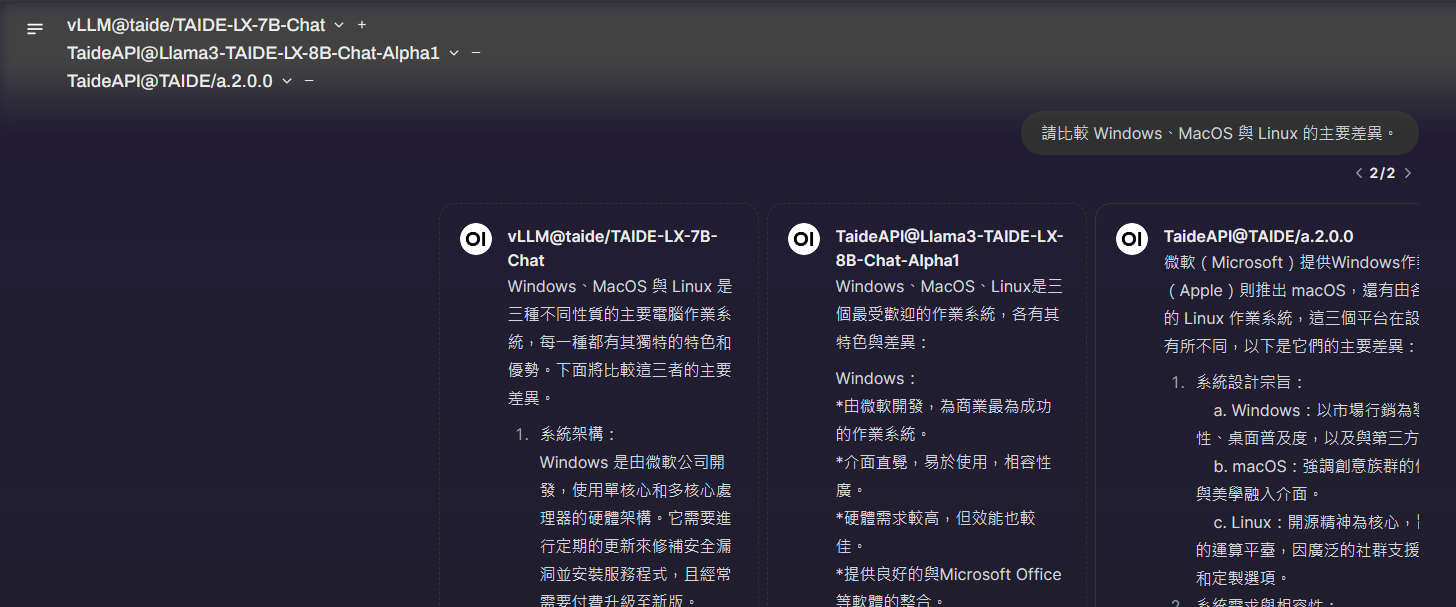 vLLM@taide/TAIDE-LX-7B-Chat
TaideAPI@Llama3-TAIDE-LX-8B-Chat-Alpha1
TaideAPI@TAIDE/a.2.0.0
請比較 Windows、MacOS 與 Linux 的主要差異。
2/2
OI
vLLM@taide/TAIDE-LX-7B-
Chat
Windows、MacOS 與 Linux 是
三種不同性質的主要電腦作業系
統，每一種都有其獨特的特色和
優勢。下面將比較這三者的主要
差異。
1. 系統架構：
Windows 是由微軟公司開
發，使用單核心和多核心處
理器的硬體架構。它需要進
行定期的更新來修補安全漏
洞並安裝服務程式，且經常
需要付費升級至新版。
OI
TaideAPI@Llama3-TAIDE-LX-
8B-Chat-Alpha1
Windows、MacOS、Linux是三
個最受歡迎的作業系統，各有其
特色與差異：
Windows：
*由微軟開發，為商業最為成功
的作業系統。
*介面直覺，易於使用，相容性
廣。
*硬體需求較高，但效能也較
佳。
*提供良好的與Microsoft Office
等軟體的整合。
OI
TaideAPI@TAIDE/a.2.0.0
微軟（Microsoft）提供Windows作
（Apple）則推出 macOS，還有由
的 Linux 作業系統，這三個平台在設
有所不同，以下是它們的主要差異：
1. 系統設計宗旨：
a. Windows：以市場行銷為
性、桌面普及度，以及與第三方
b. macOS：強調創意族群的
與美學融入介面。
c. Linux：開源精神為核心，
的運算平臺，因廣泛的社群支援
和定製選項。
2. 系統需求與相容性：